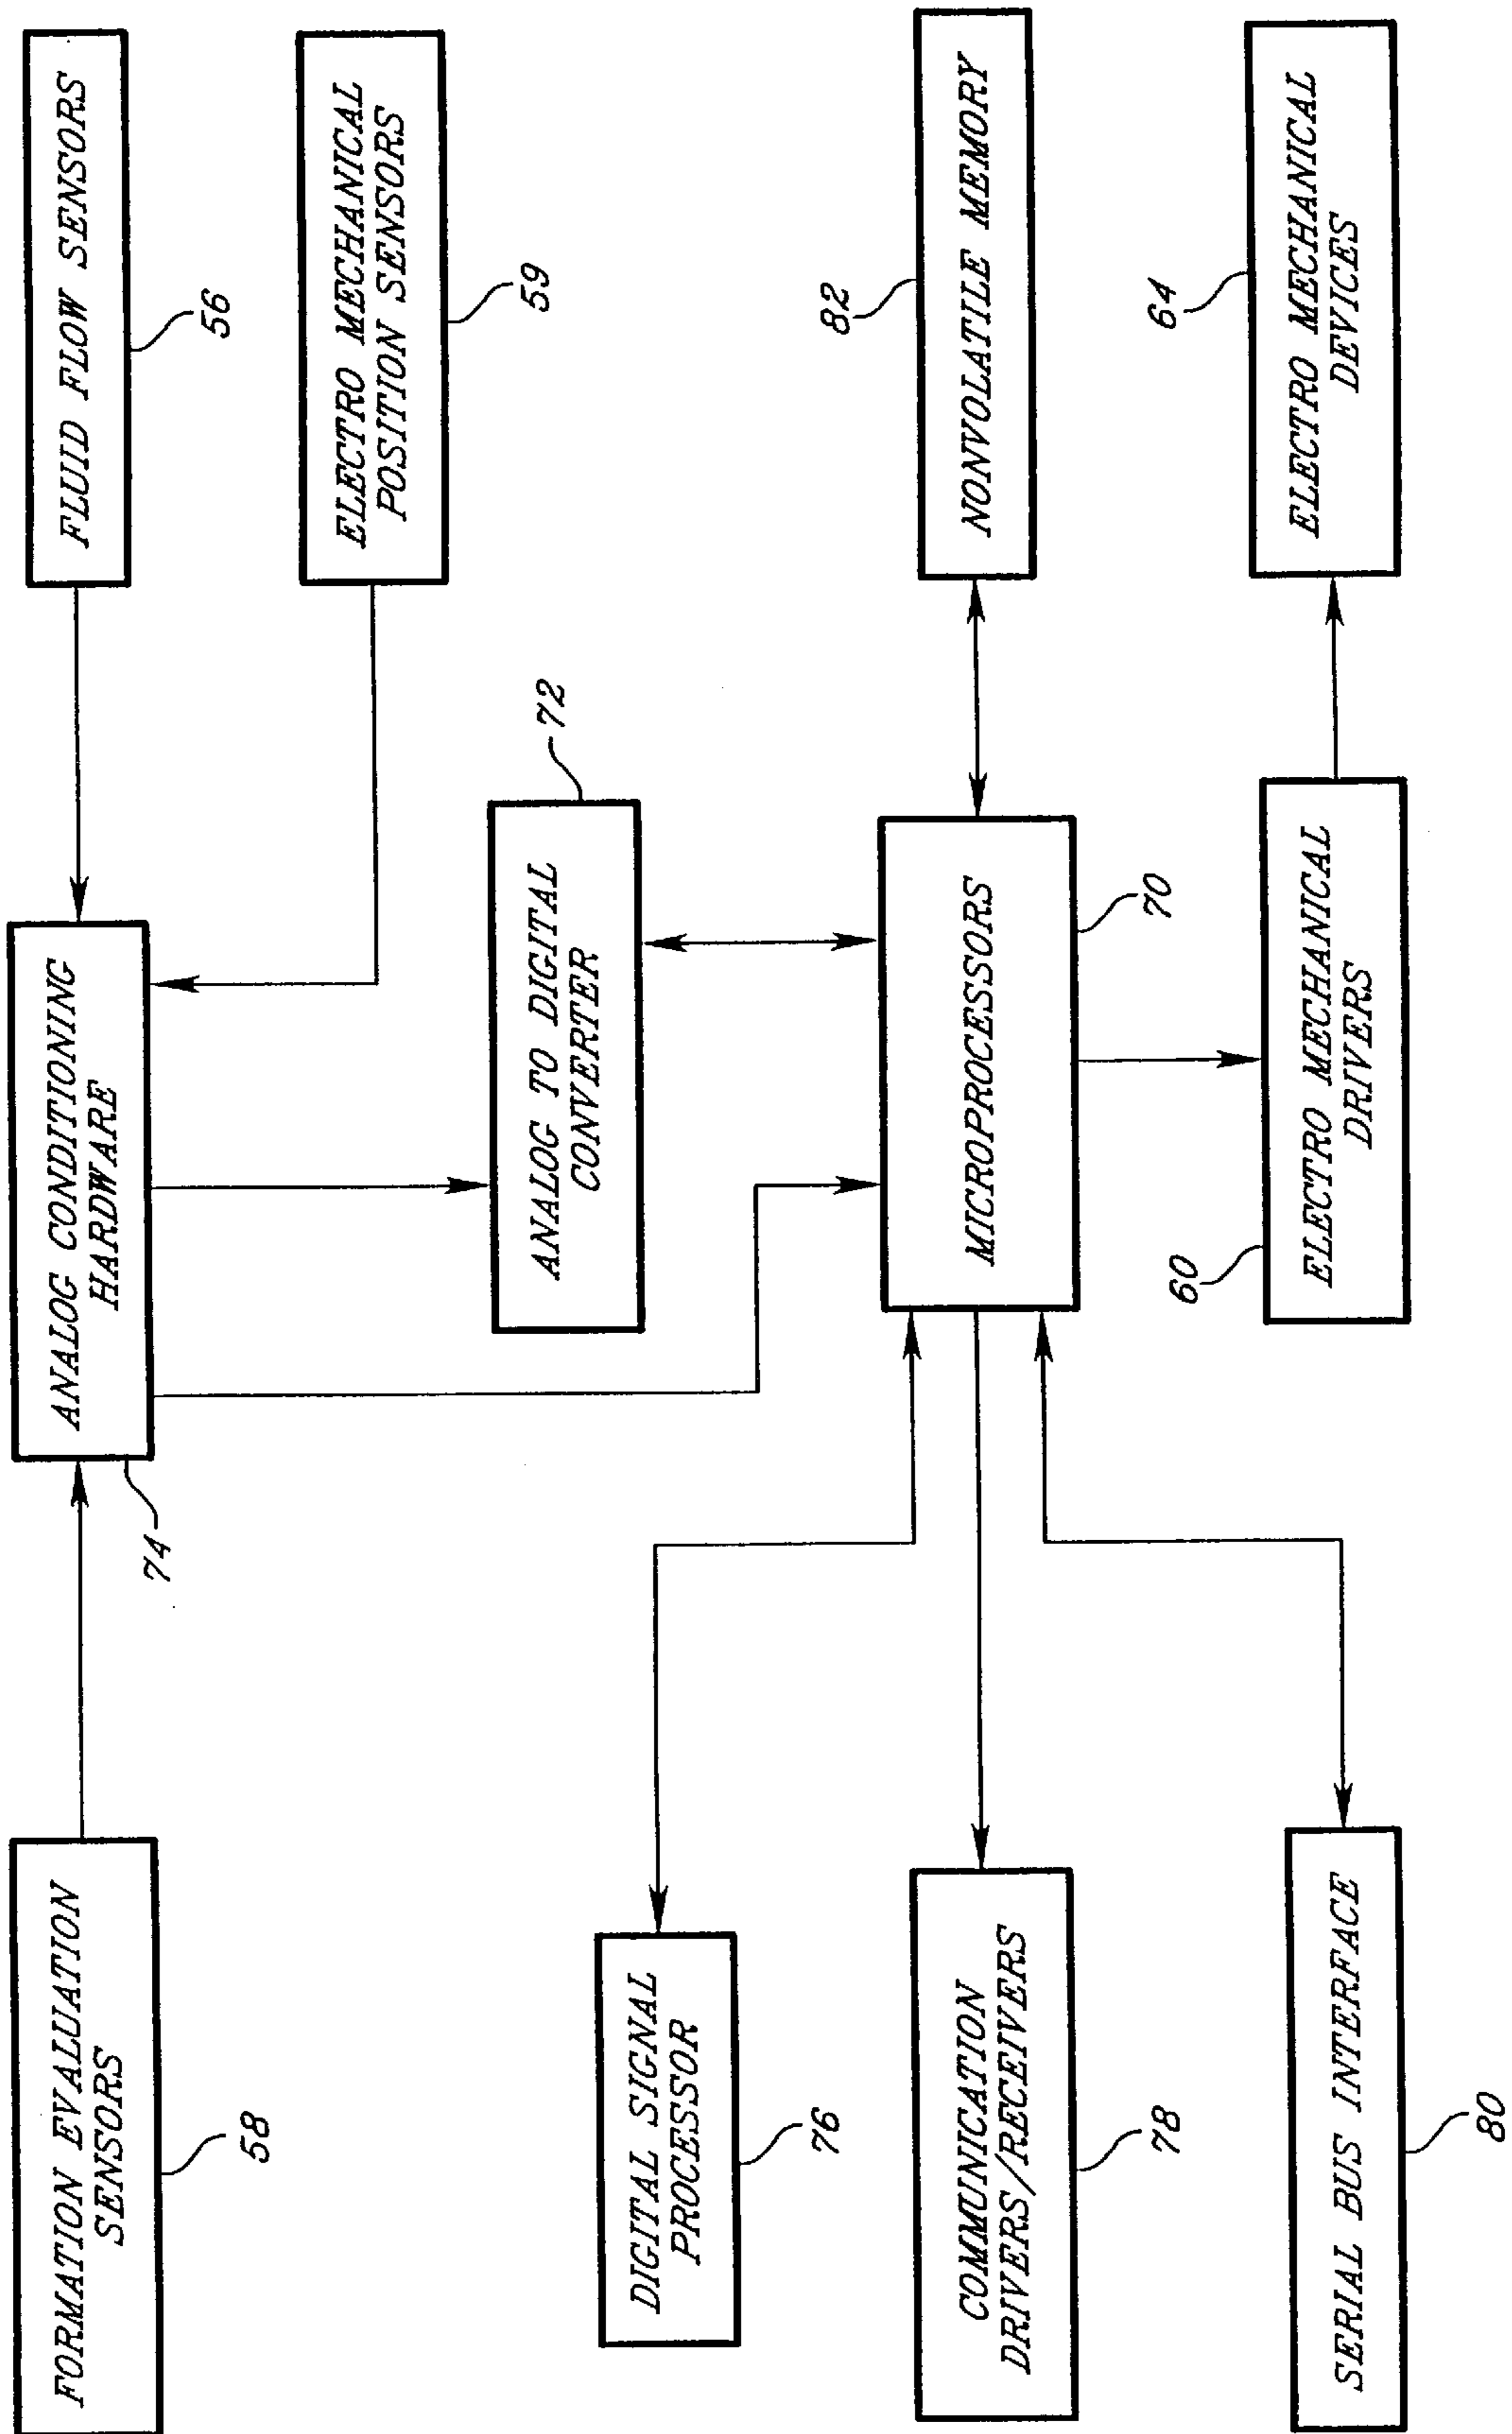 FORMATION EVALUATION
SENSORS
58
ANALOG CONDITIONING
HARDWARE
74
FLUID FLOW SENSORS
56
ELECTRO MECHANICAL
POSITION SENSORS
59
ANALOG TO DIGITAL
CONVERTER
72
DIGITAL SIGNAL
PROCESSOR
76
COMMUNICATION
DRIVERS/RECEIVERS
78
MICROPROCESSORS
70
NONVOLATILE MEMORY
82
SERIAL BUS INTERFACE
80
ELECTRO MECHANICAL
DRIVERS
60
ELECTRO MECHANICAL
DEVICES
64